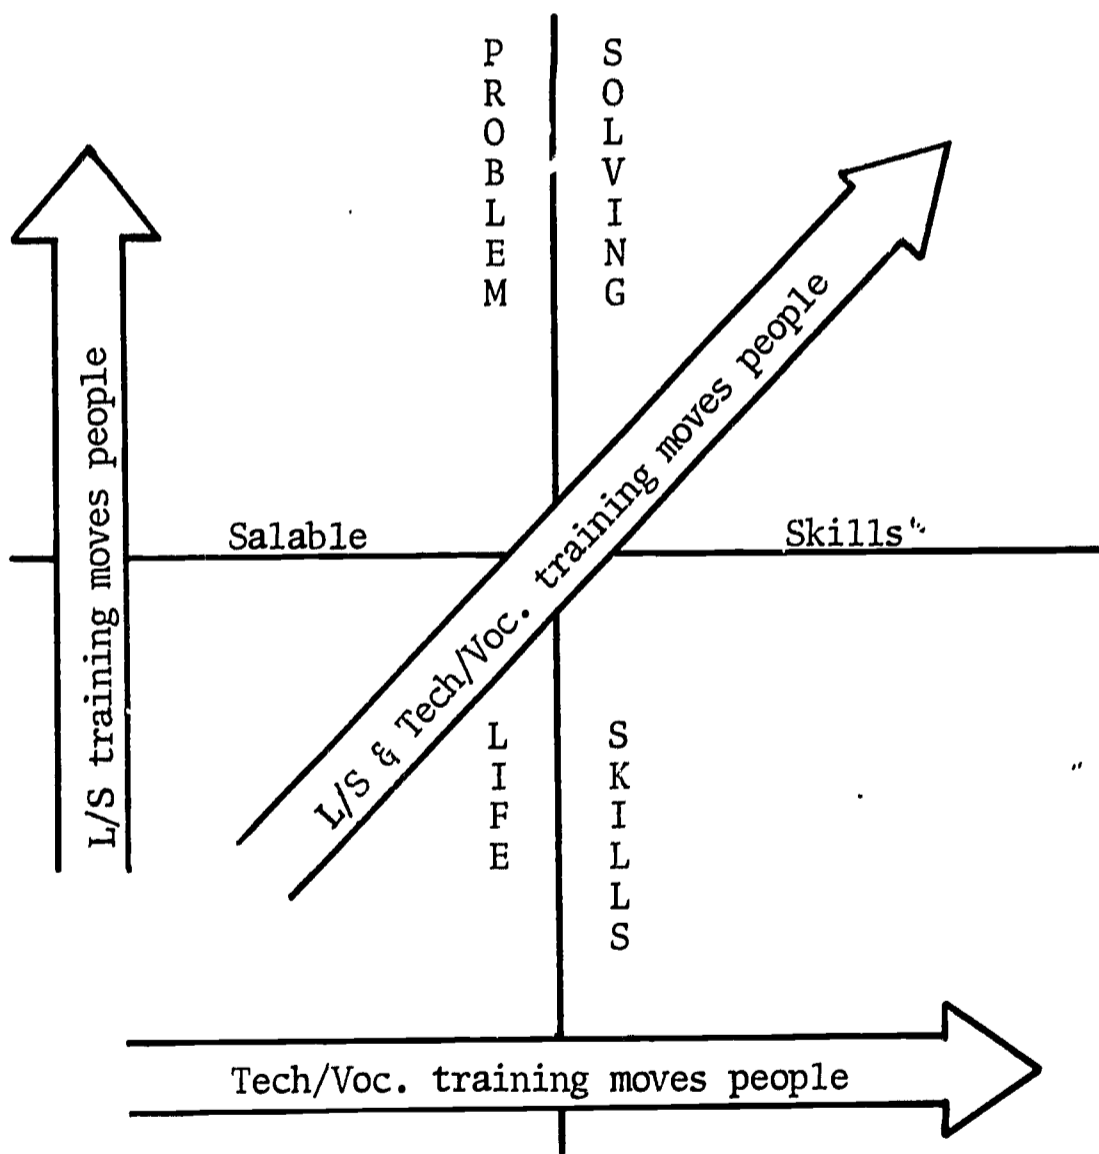 PROBLEM
SOLVING
L/S training moves people
L/S & Tech/Voc. training moves people
Salable
Skills
LIFE
SKILLS
Tech/Voc. training moves people